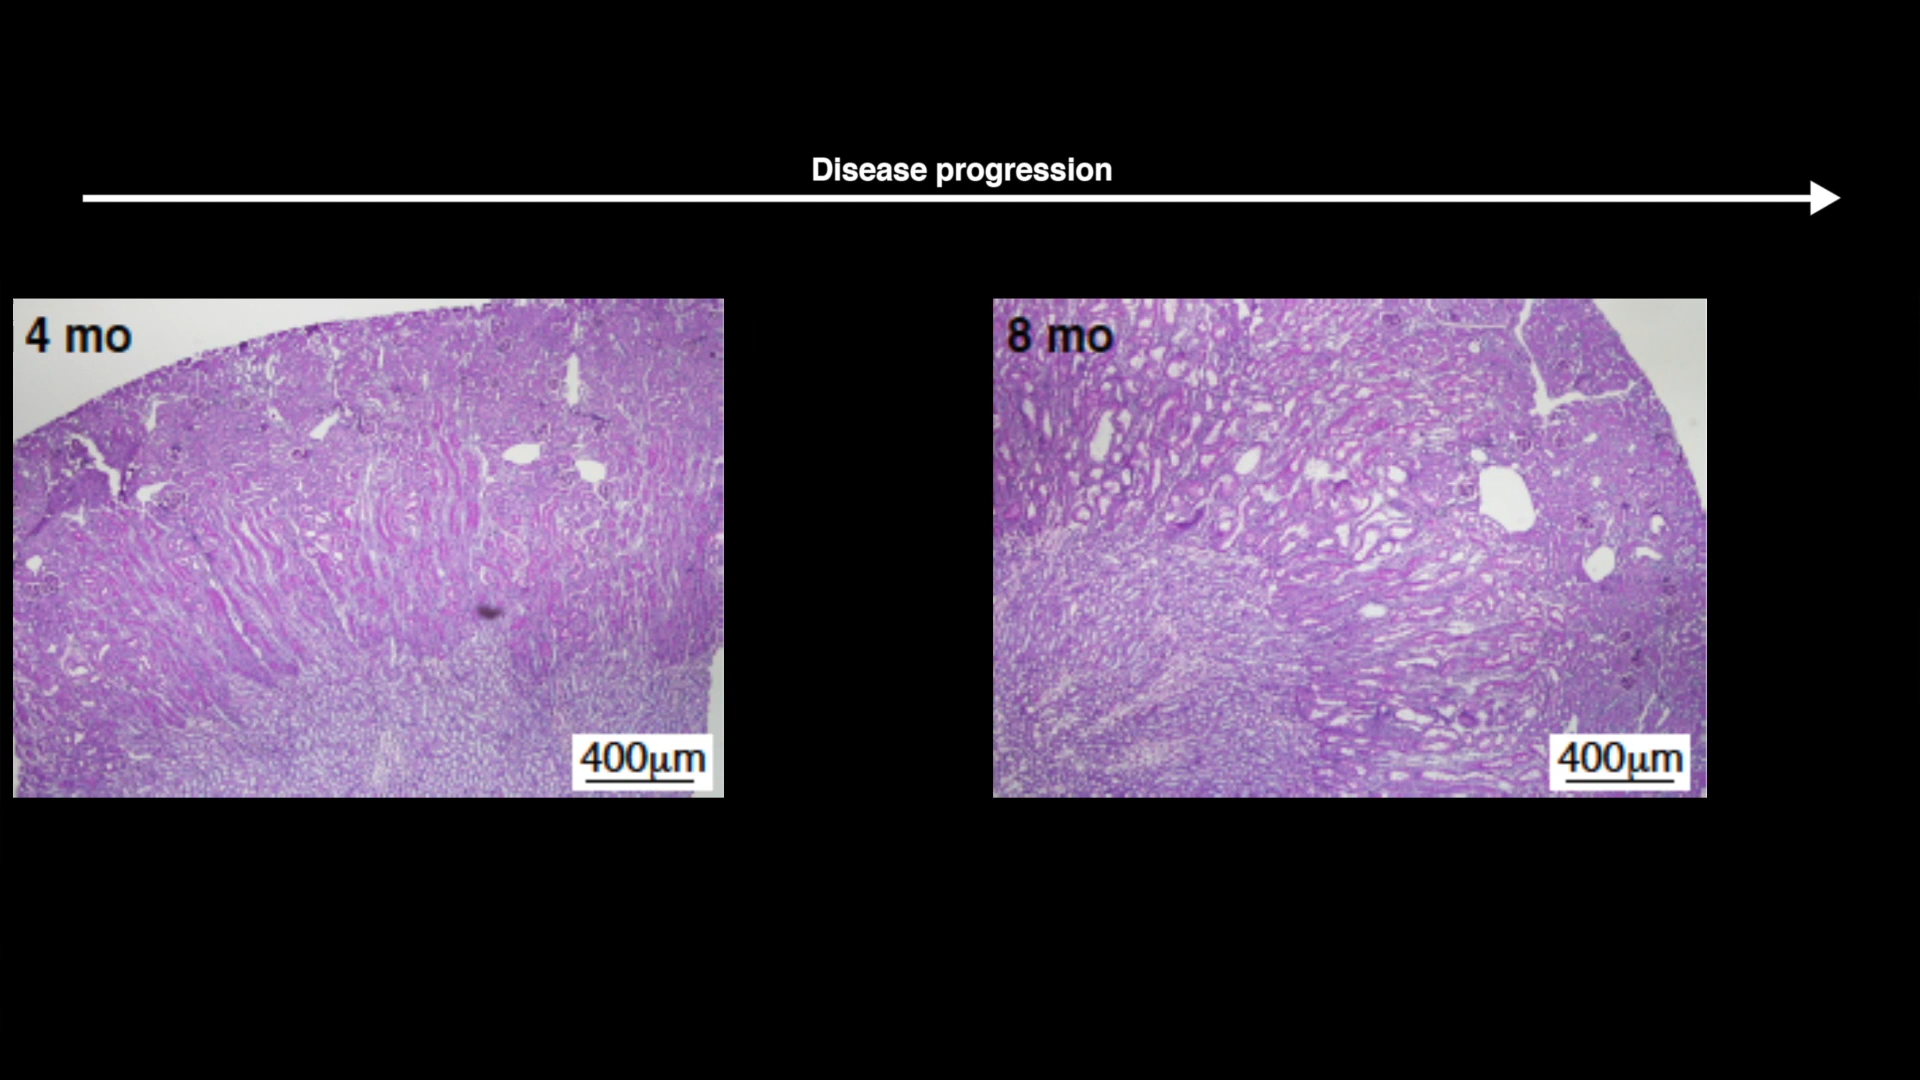 Disease progression
4 mo
8 mo
400μm
400μm